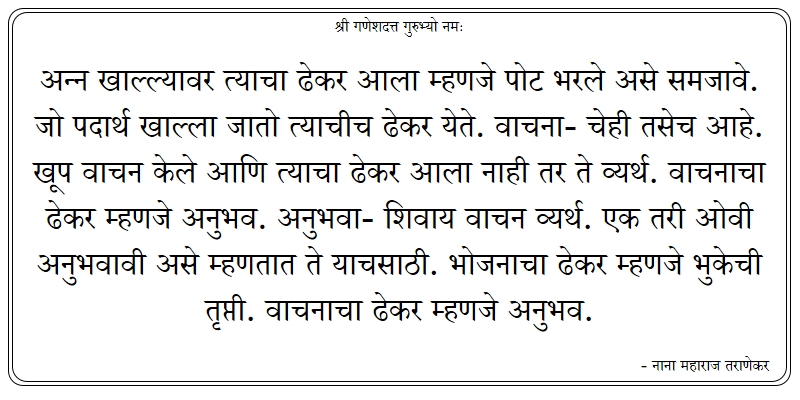 श्री गणेशदत्त गुरुभ्यो नमः
अन्न खाल्ल्यावर त्याचा ढेकर आला म्हणजे पोट भरले असे समजावे.
जो पदार्थ खाल्ला जातो त्याचीच ढेकर येते. वाचना- चेही तसेच आहे.
खूप वाचन केले आणि त्याचा ढेकर आला नाही तर ते व्यर्थ. वाचनाचा
ढेकर म्हणजे अनुभव. अनुभवा- शिवाय वाचन व्यर्थ. एक तरी ओवी
अनुभवावी असे म्हणतात ते याचसाठी. भोजनाचा ढेकर म्हणजे भुकेची
तृप्ती. वाचनाचा ढेकर म्हणजे अनुभव.
- नाना महाराज तराणेकर